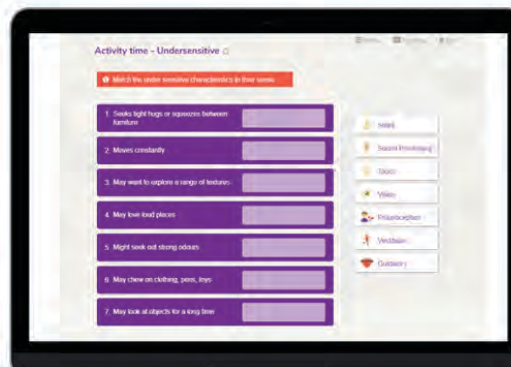 Activity time - Undersensitive
Match the under sensitive characteristics to their sense
1. Seeks tight hugs or squeezes between
furniture
2. Moves constantly
3. May want to explore a range of textures
4. May love loud places
5. Might seek out strong odours
6. May chew on clothing, pens, toys
7. May look at objects for a long time
Smell
Sound Processing
Touch
Vision
Proprioception
Vestibular
Gustatory